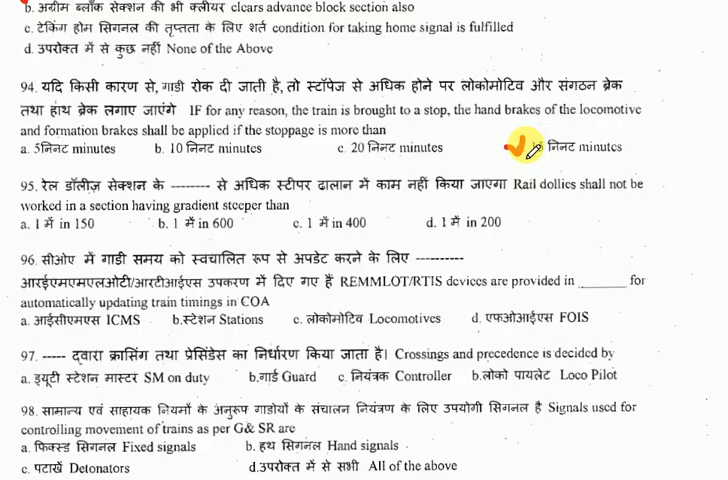 b. अग्रीम ब्लॉक सेक्शन की भी क्लीयर clears advance block section also
c. टेकिंग होम सिगनल की तृप्तता के लिए शर्त condition for taking home signal is fulfilled
d. उपरोक्त में से कुछ नहीं None of the Above
94. यदि किसी कारण से, गाडी रोक दी जाती है, तो स्टॉपेज से अधिक होने पर लोकोमोटिव और संगठन ब्रेक
तथा हाथ ब्रेक लगाए जाएंगे IF for any reason, the train is brought to a stop, the hand brakes of the locomotive
and formation brakes shall be applied if the stoppage is more than
a. 5मिनट minutes b. 10 मिनट minutes c. 20 मिनट minutes मिनट minutes
95. रेल डॉलीज़ सेक्शन के -------- से अधिक स्टीपर ढालान में काम नहीं किया जाएगा Rail dollies shall not be
worked in a section having gradient steeper than
a. 1 में in 150 b. 1 में in 600 c. 1 में in 400 d. 1 में in 200
96. सीओए में गाडी समय को स्वचालित रूप से अपडेट करने के लिए ----------
आरईएमएमएलओटी/आरटीआईएस उपकरण में दिए गए हैं REMMLOT/RTIS devices are provided in _______ for
automatically updating train timings in COA
a. आईसीएमएस ICMS b.स्टेशन Stations c. लोकोमोटिव Locomotives d. एफओआईएस FOIS
97. ----- द्वारा क्रासिंग तथा प्रेसिडेंस का निर्धारण किया जाता है। Crossings and precedence is decided by
a. ड्यूटी स्टेशन मास्टर SM on duty b.गार्ड Guard c. नियंत्रक Controller b.लोको पायलेट Loco Pilot
98. सामान्य एवं साहायक नियमों के अनुरूप गाडोयों के संचालन नियंत्रण के लिए उपयोगी सिगनल है Signals used for
controlling movement of trains as per G& SR are
a. फिक्स्ड सिगनल Fixed signals b. हथ सिगनल Hand signals
c. पटाखें Detonators d.उपरोक्त में से सभी All of the above